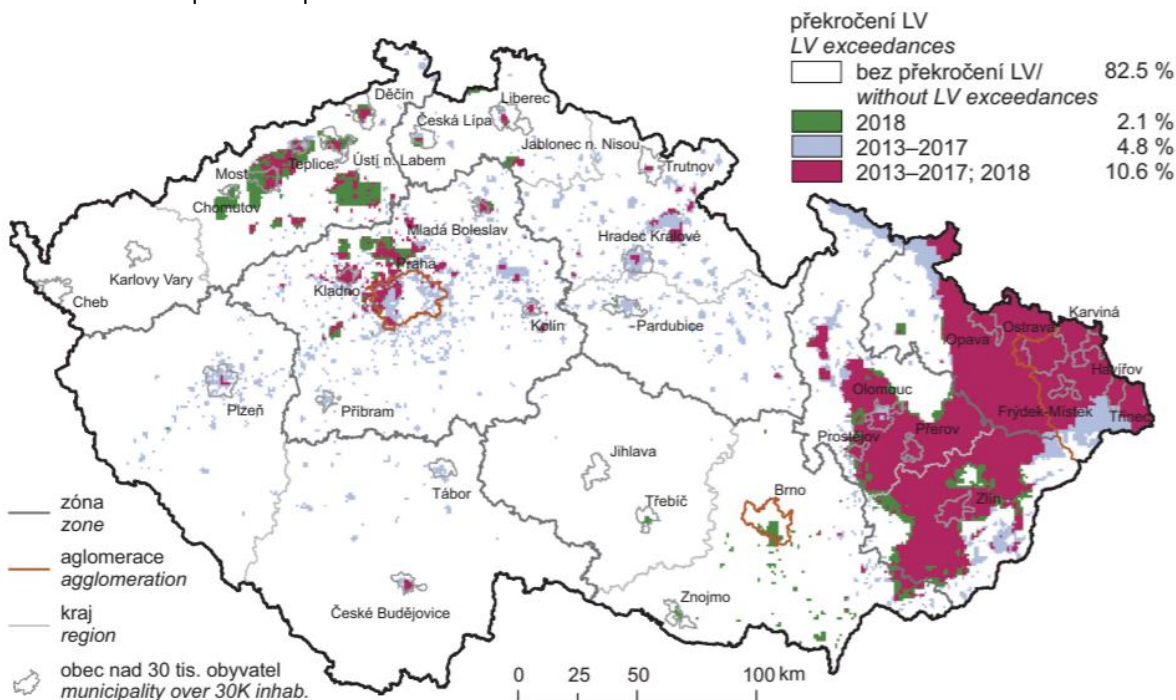 překročení LV
LV exceedances
bez překročení LV/ 82.5 %
without LV exceedances
2018 2.1 %
2013–2017 4.8 %
2013–2017; 2018 10.6 %
Děčín
Liberec
Česká Lípa
Jablonec n. Nisou
Teplice
Ústí n. Labem
Most
Trutnov
Chomutov
Mladá Boleslav
Hradec Králové
Karlovy Vary
Praha
Kladno
Cheb
Kolín
Pardubice
Karviná
Ostrava
Opava
Havířov
Plzeň
Příbram
Olomouc
Frýdek-Místek
Třinec
Prostějov
Přerov
Jihlava
Tábor
Třebíč
Brno
Zlín
České Budějovice
Znojmo
zóna
zone
aglomerace
agglomeration
kraj
region
obec nad 30 tis. obyvatel
municipality over 30K inhab.
0 25 50 100 km